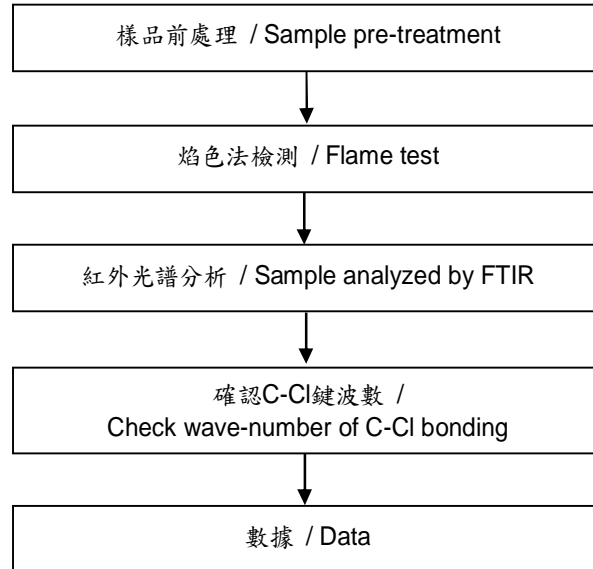 樣品前處理 / Sample pre-treatment
焰色法檢測 / Flame test
紅外光譜分析 / Sample analyzed by FTIR
確認C-Cl鍵波數 /
Check wave-number of C-Cl bonding
數據 / Data